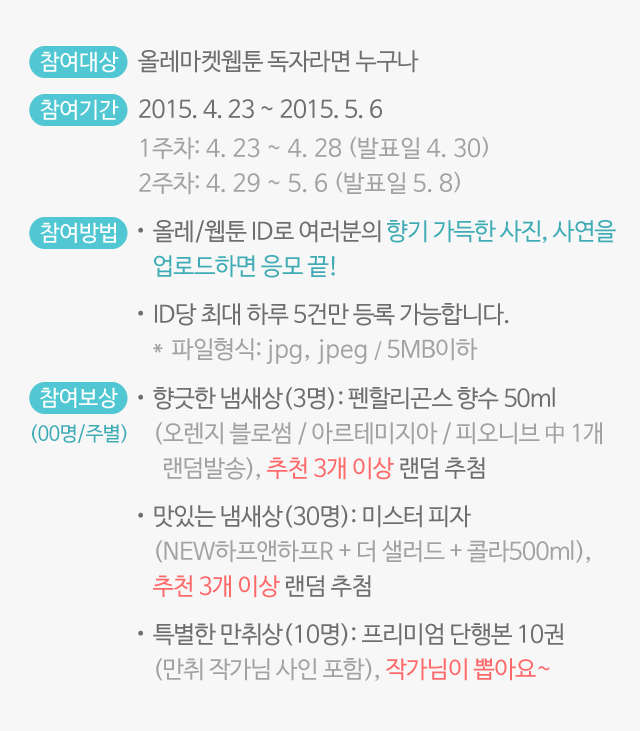 참여대상 올레마켓웹툰 독자라면 누구나
참여기간 2015. 4. 23 ~ 2015. 5. 6
1주차: 4. 23 ~ 4. 28 (발표일 4. 30)
2주차: 4. 29 ~ 5. 6 (발표일 5. 8)
참여방법 • 올레/웹툰 ID로 여러분의 향기 가득한 사진, 사연을
업로드하면 응모 끝!
• ID당 최대 하루 5건만 등록 가능합니다.
* 파일형식: jpg, jpeg / 5MB이하
참여보상 • 향긋한 냄새상(3명) : 펜할리곤스 향수 50ml
(00명/주별) (오렌지 블로썸 / 아르테미지아 / 피오니브 中 1개
랜덤발송), 추천 3개 이상 랜덤 추첨
• 맛있는 냄새상(30명) : 미스터 피자
(NEW하프앤하프R + 더 샐러드 + 콜라500ml),
추천 3개 이상 랜덤 추첨
• 특별한 만취상(10명) : 프리미엄 단행본 10권
(만취 작가님 사인 포함), 작가님이 뽑아요~